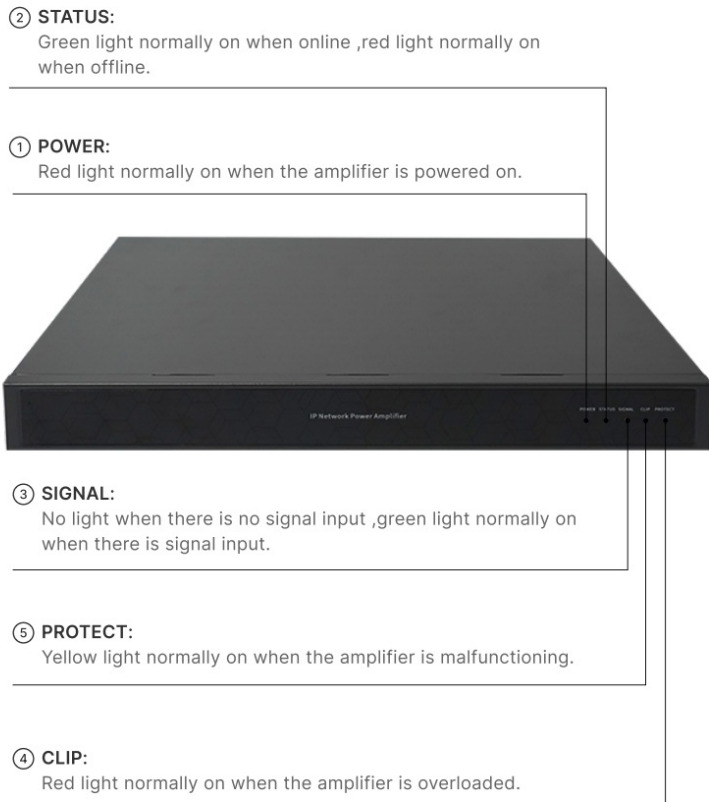 ② STATUS:
Green light normally on when online ,red light normally on
when offline.
① POWER:
Red light normally on when the amplifier is powered on.
IP Network Power Amplifier
POWER STATUS SIGNAL CLIP PROTECT
③ SIGNAL:
No light when there is no signal input ,green light normally on
when there is signal input.
⑤ PROTECT:
Yellow light normally on when the amplifier is malfunctioning.
④ CLIP:
Red light normally on when the amplifier is overloaded.